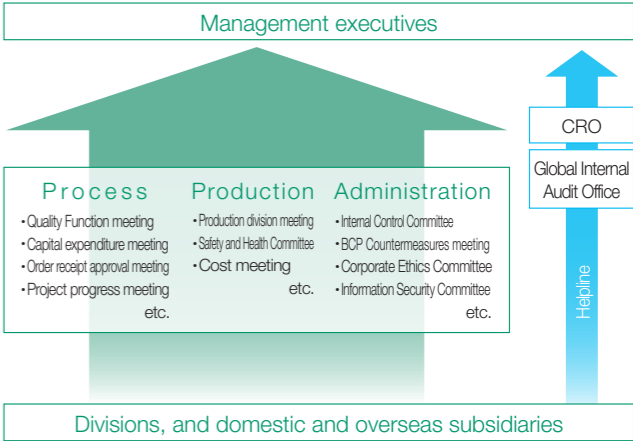 Management executives
CRO
Global Internal
Audit Office
Process
・Quality Function meeting
・Capital expenditure meeting
・Order receipt approval meeting
・Project progress meeting
etc.
Production
・Production division meeting
・Safety and Health Committee
・Cost meeting
etc.
Administration
・Internal Control Committee
・BCP Countermeasures meeting
・Corporate Ethics Committee
・Information Security Committee
etc.
Helpline
Divisions, and domestic and overseas subsidiaries